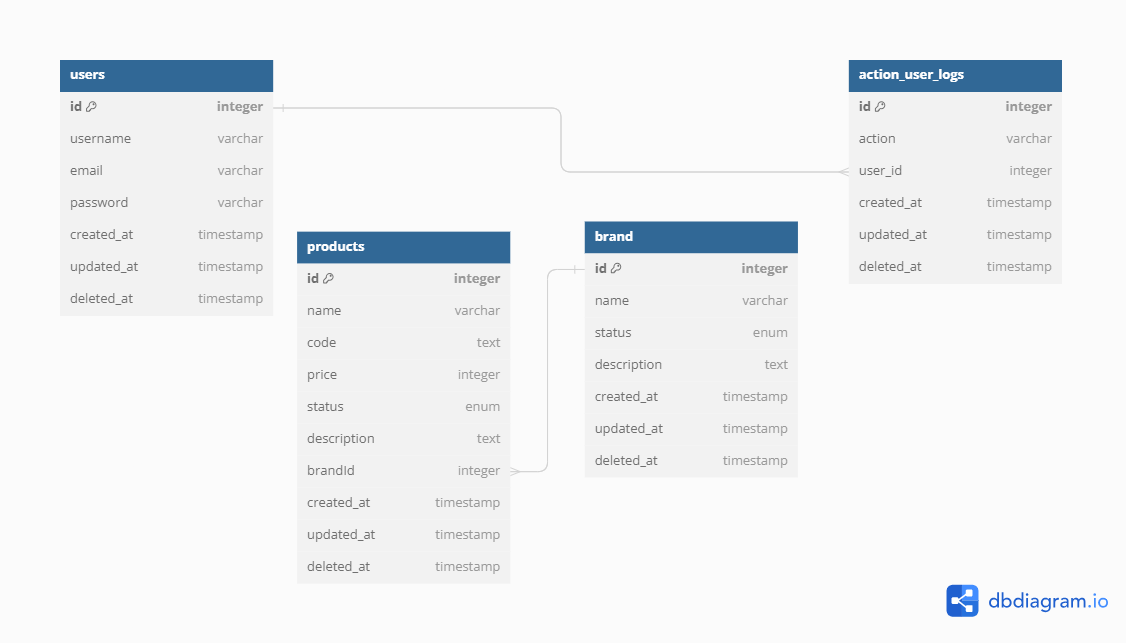 users
id integer
username varchar
email varchar
password varchar
created_at timestamp
updated_at timestamp
deleted_at timestamp
action_user_logs
id integer
action varchar
user_id integer
created_at timestamp
updated_at timestamp
deleted_at timestamp
products
id integer
name varchar
code text
price integer
status enum
description text
brandId integer
created_at timestamp
updated_at timestamp
deleted_at timestamp
brand
id integer
name varchar
status enum
description text
created_at timestamp
updated_at timestamp
deleted_at timestamp
dbdiagram.io